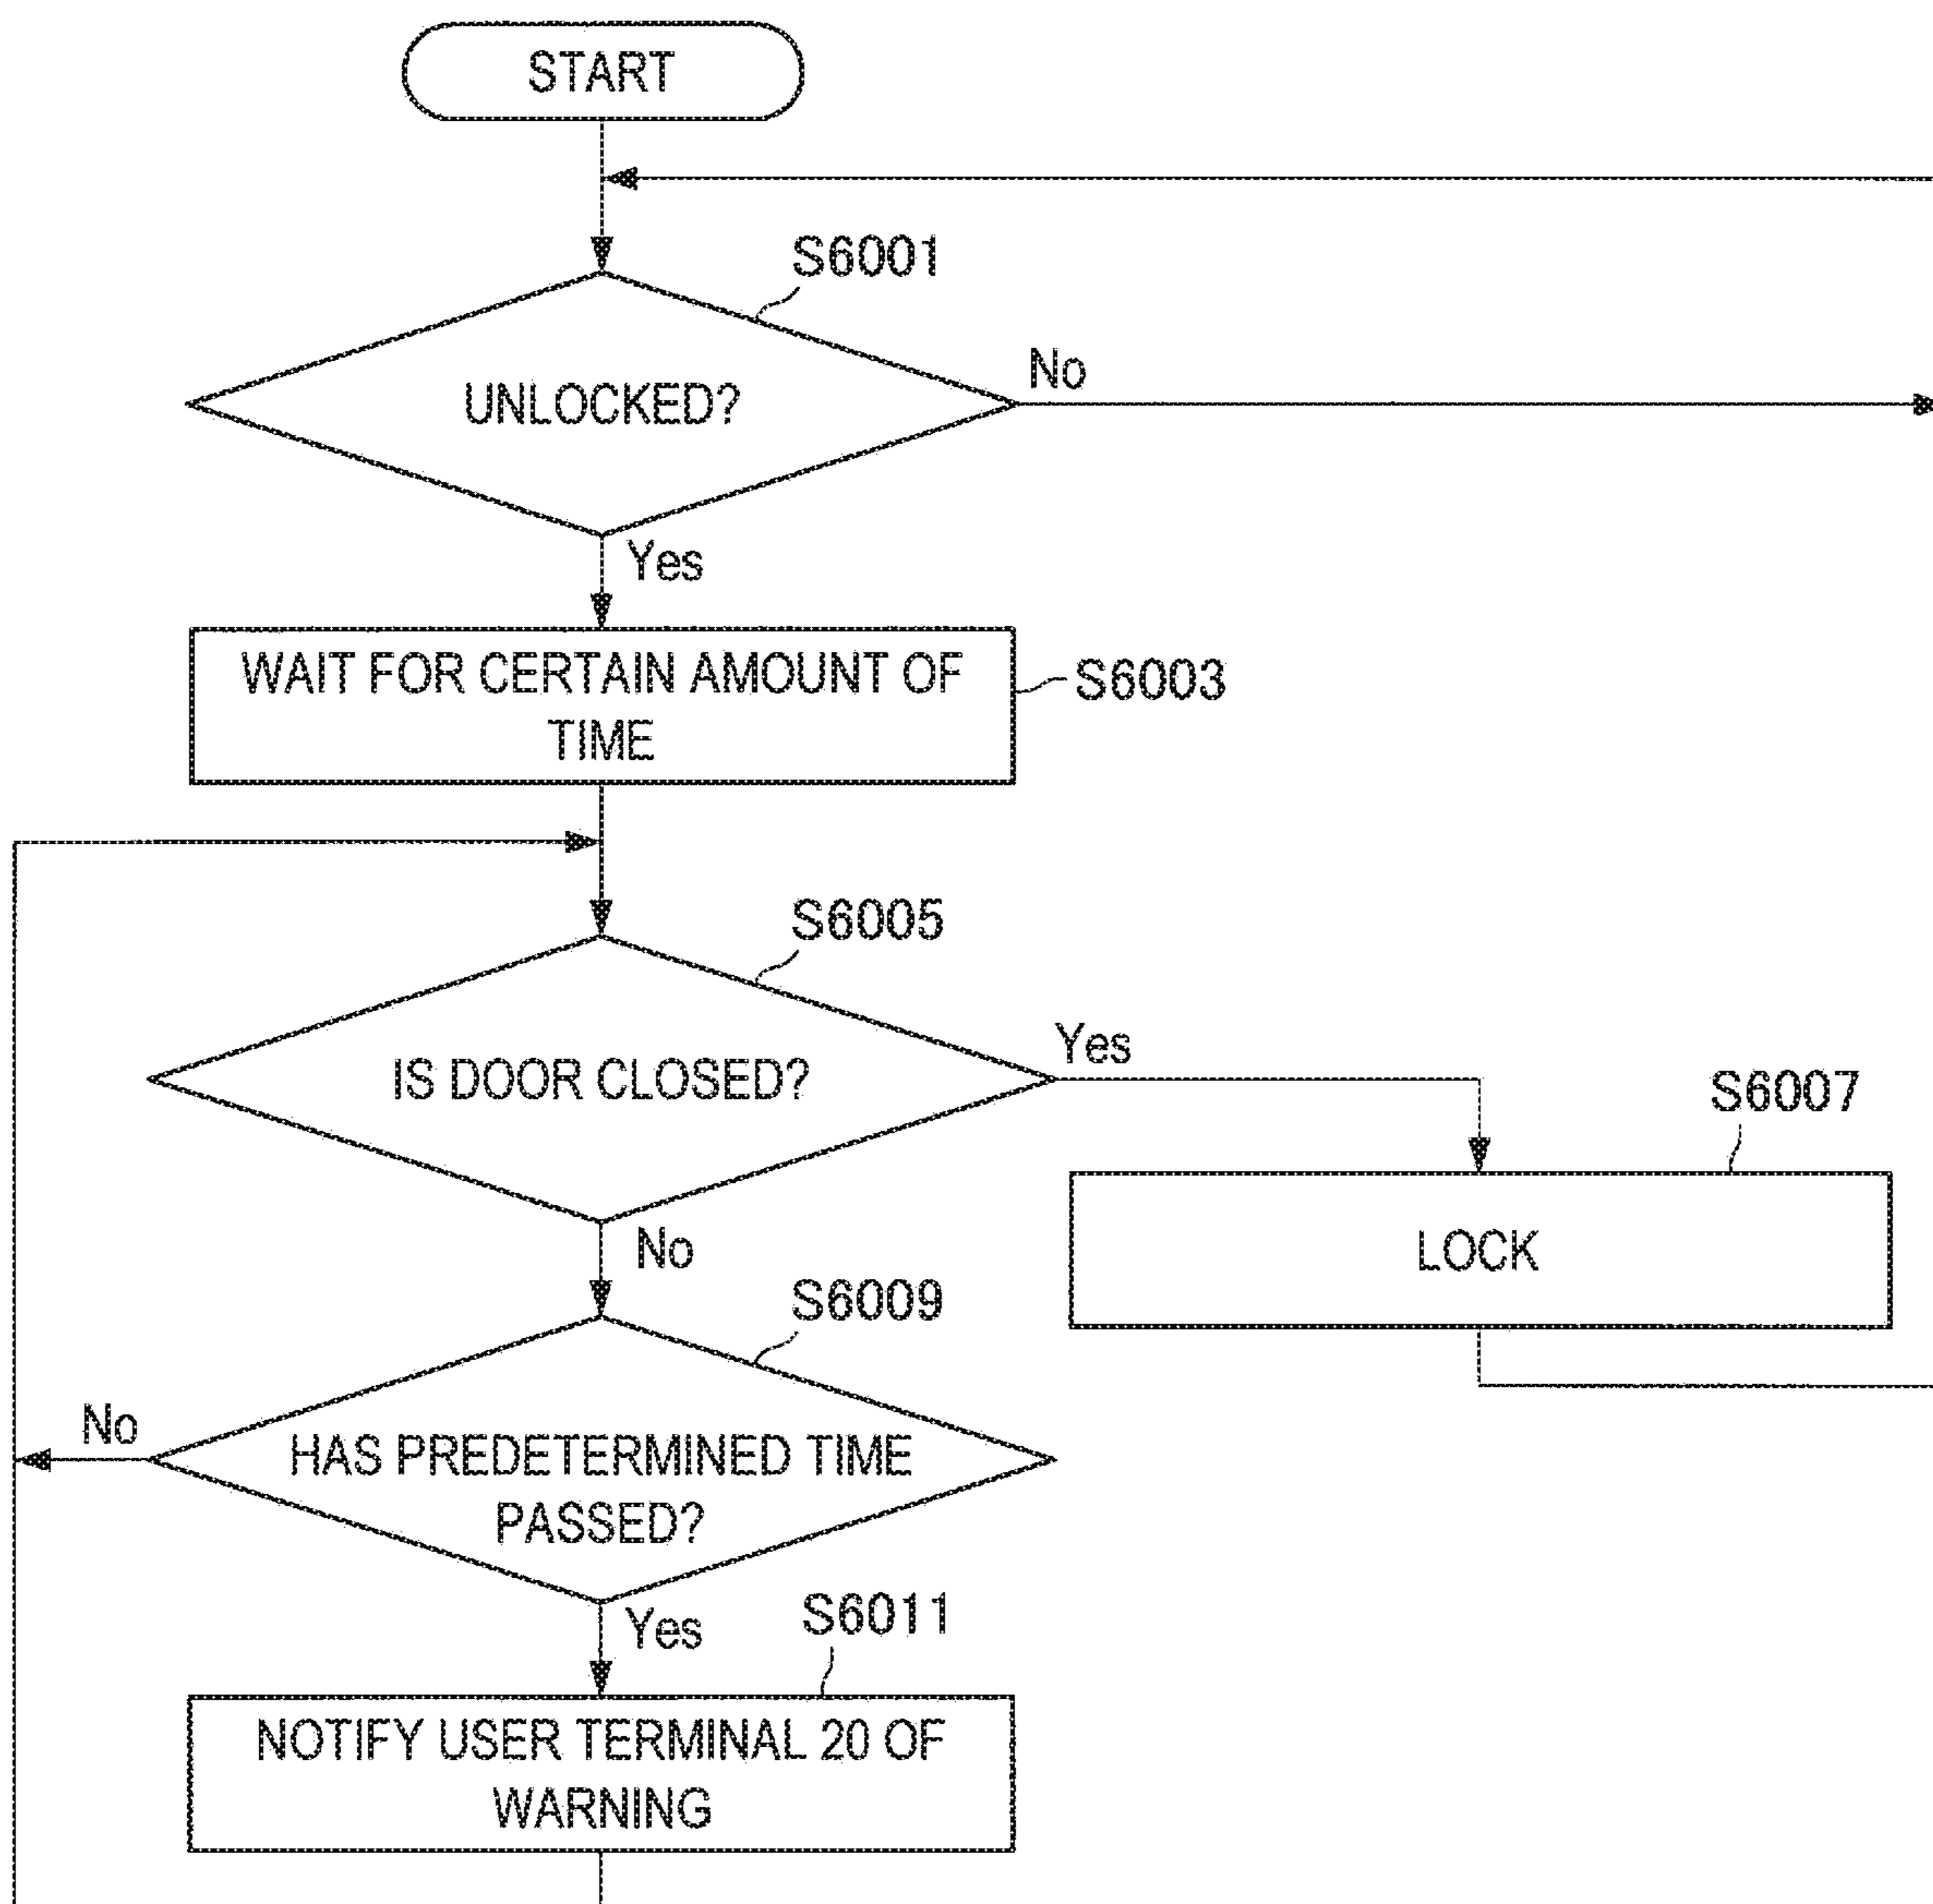 START
S6001
UNLOCKED?
No
Yes
WAIT FOR CERTAIN AMOUNT OF
TIME
S6003
S6005
IS DOOR CLOSED?
Yes
S6007
LOCK
No
S6009
No
HAS PREDETERMINED TIME
PASSED?
Yes
S6011
NOTIFY USER TERMINAL 20 OF
WARNING